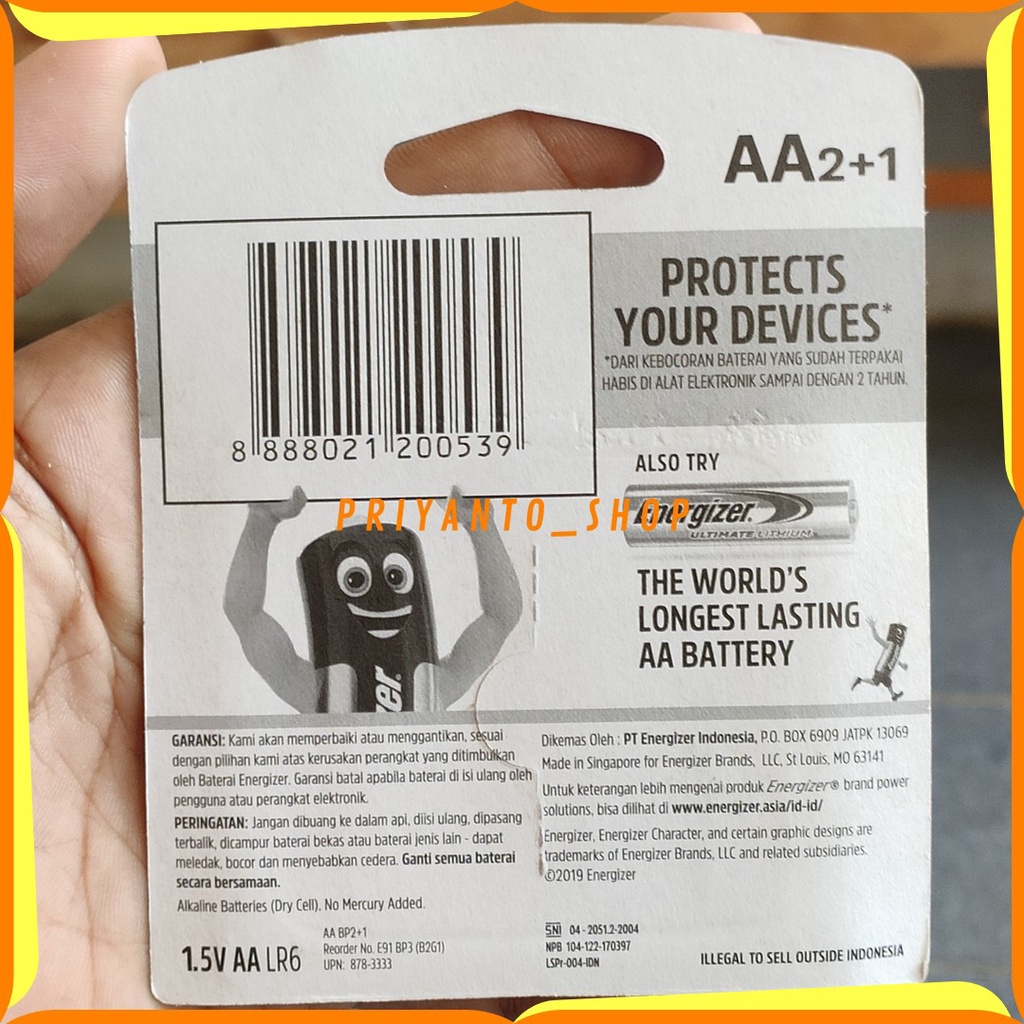 AA2+1
8 888021 200539
PROTECTS
YOUR DEVICES*
*DARI KEBOCORAN BATERAI YANG SUDAH TERPAKAI
HABIS DI ALAT ELEKTRONIK SAMPAI DENGAN 2 TAHUN.
ALSO TRY
Energizer.
ULTIMATE LITHIUM
PRIYANTO_SHOP
THE WORLD'S
LONGEST LASTING
AA BATTERY
GARANSI: Kami akan memperbaiki atau menggantikan, sesuai
dengan pilihan kami atas kerusakan perangkat yang ditimbulkan
oleh Baterai Energizer. Garansi batal apabila baterai di isi ulang oleh
pengguna atau perangkat elektronik.
PERINGATAN: Jangan dibuang ke dalam api, diisi ulang, dipasang
terbalik, dicampur baterai bekas atau baterai jenis lain - dapat
meledak, bocor dan menyebabkan cedera. Ganti semua baterai
secara bersamaan.
Alkaline Batteries (Dry Cell). No Mercury Added.
1.5V AA LR6
AA BP2+1
Reorder No. E91 BP3 (B2G1)
UPN: 878-3333
Dikemas Oleh : PT Energizer Indonesia, P.O. BOX 6909 JATPK 13069
Made in Singapore for Energizer Brands, LLC, St Louis, MO 63141
Untuk keterangan lebih mengenai produk Energizer® brand power
solutions, bisa dilihat di www.energizer.asia/id-id/
Energizer, Energizer Character, and certain graphic designs are
trademarks of Energizer Brands, LLC and related subsidiaries.
©2019 Energizer
SNI 04 - 2051.2-2004
NPB 104-122-170397
LSPr-004-IDN
ILLEGAL TO SELL OUTSIDE INDONESIA